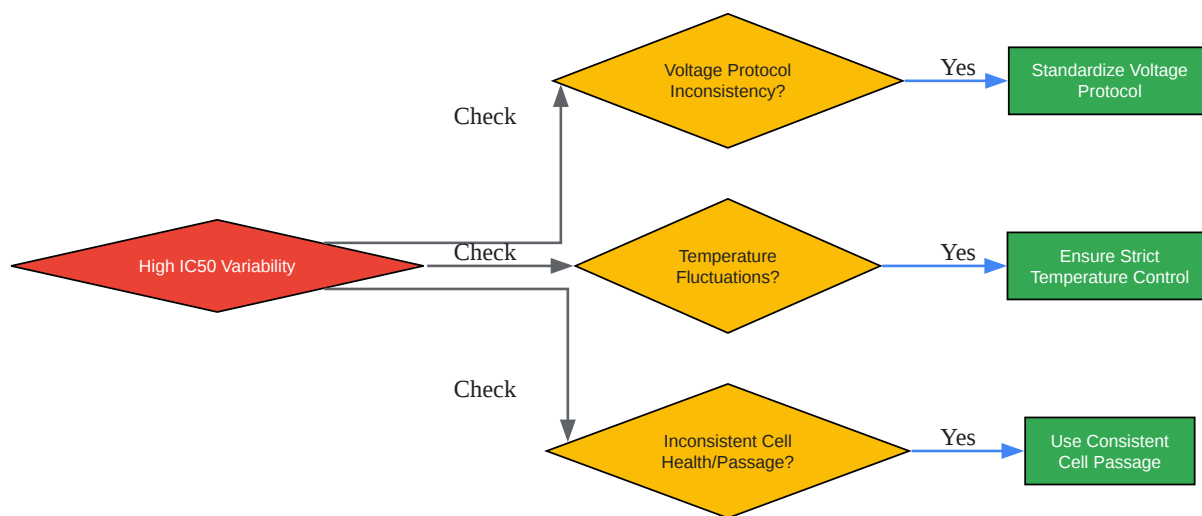 Voltage Protocol
Inconsistency?
Yes
Standardize Voltage
Protocol
Check
High IC50 Variability
Check
Temperature
Fluctuations?
Yes
Ensure Strict
Temperature Control
Check
Inconsistent Cell
Health/Passage?
Yes
Use Consistent
Cell Passage